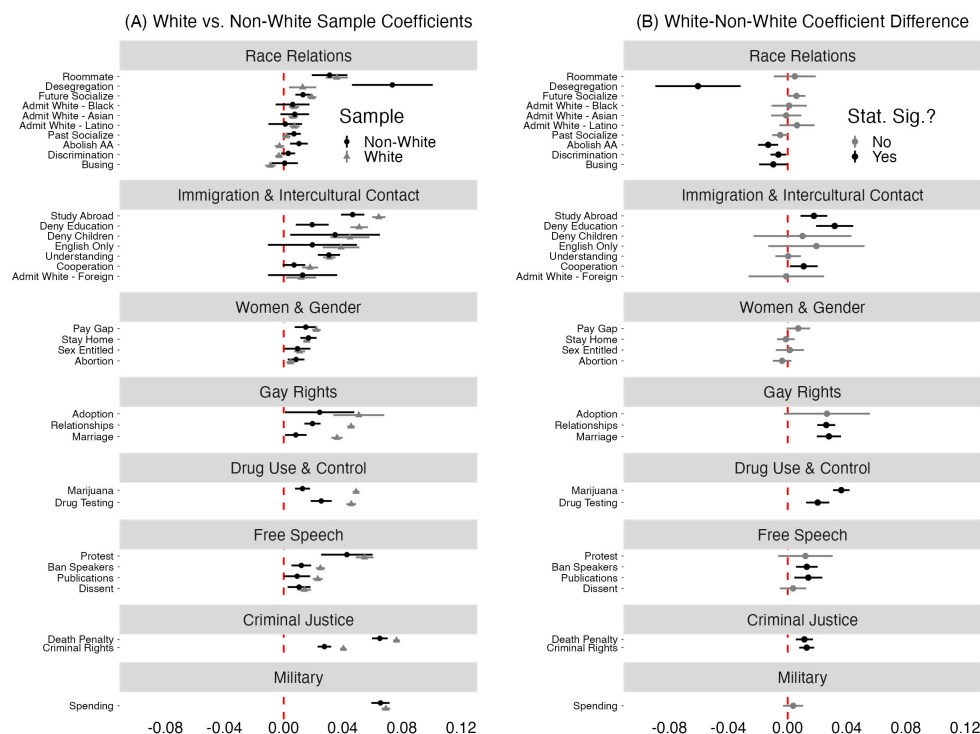 (A) White vs. Non-White Sample Coefficients
Race Relations
Roommate
Desegregation
Future Socialize
Admit White - Black
Admit White - Asian
Admit White - Latino
Past Socialize
Abolish AA
Discrimination
Busing
Sample
Non-White
White
Immigration & Intercultural Contact
Study Abroad
Deny Education
Deny Children
English Only
Understanding
Cooperation
Admit White - Foreign
Women & Gender
Pay Gap
Stay Home
Sex Entitled
Abortion
Gay Rights
Adoption
Relationships
Marriage
Drug Use & Control
Marijuana
Drug Testing
Free Speech
Protest
Ban Speakers
Publications
Dissent
Criminal Justice
Death Penalty
Criminal Rights
Military
Spending
-0.08 -0.04 0.00 0.04 0.08 0.12
(B) White-Non-White Coefficient Difference
Race Relations
Roommate
Desegregation
Future Socialize
Admit White - Black
Admit White - Asian
Admit White - Latino
Past Socialize
Abolish AA
Discrimination
Busing
Stat. Sig.?
No
Yes
Immigration & Intercultural Contact
Study Abroad
Deny Education
Deny Children
English Only
Understanding
Cooperation
Admit White - Foreign
Women & Gender
Pay Gap
Stay Home
Sex Entitled
Abortion
Gay Rights
Adoption
Relationships
Marriage
Drug Use & Control
Marijuana
Drug Testing
Free Speech
Protest
Ban Speakers
Publications
Dissent
Criminal Justice
Death Penalty
Criminal Rights
Military
Spending
-0.08 -0.04 0.00 0.04 0.08 0.12